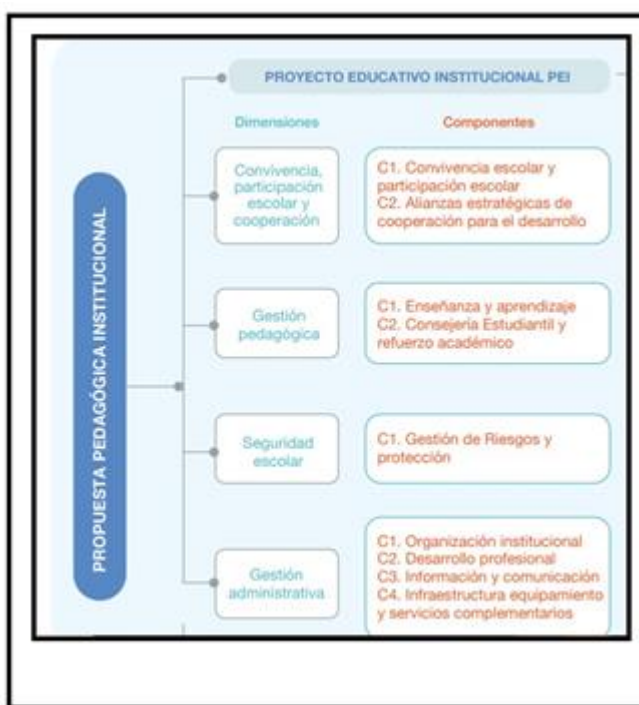 PROPUESTA PEDAGÓGICA INSTITUCIONAL
PROYECTO EDUCATIVO INSTITUCIONAL PEI
Dimensiones
Componentes
Convivencia,
participación
escolar y
cooperación
C1. Convivencia escolar y
participación escolar
C2. Alianzas estratégicas de
cooperación para el desarrollo
Gestión
pedagógica
C1. Enseñanza y aprendizaje
C2. Consejería Estudiantil y
refuerzo académico
Seguridad
escolar
C1. Gestión de Riesgos y
protección
Gestión
administrativa
C1. Organización institucional
C2. Desarrollo profesional
C3. Información y comunicación
C4. Infraestructura equipamiento
y servicios complementarios